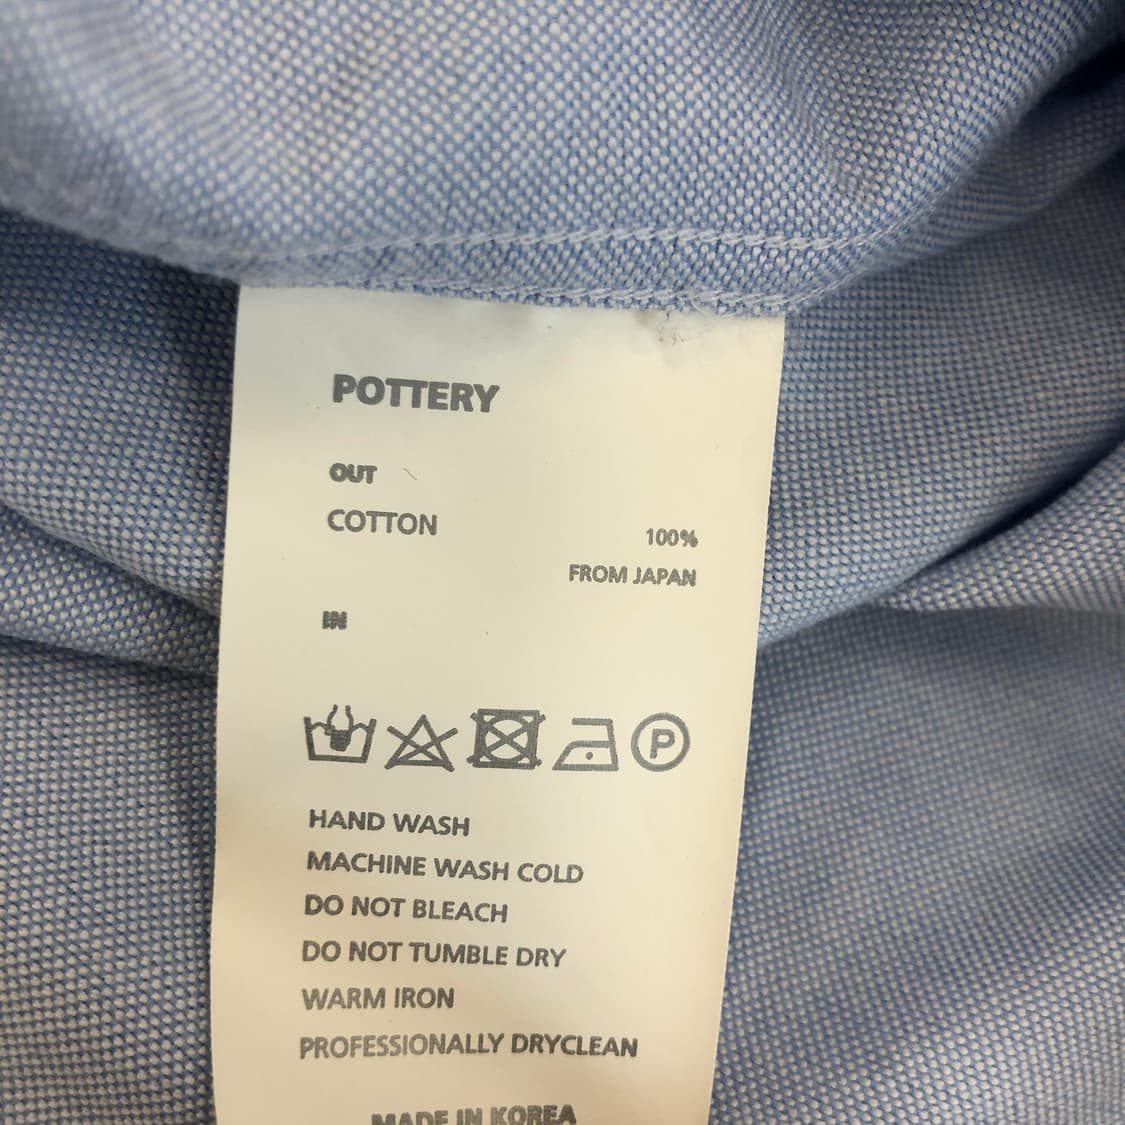 POTTERY
OUT
COTTON 100%
FROM JAPAN
IN
P
HAND WASH
MACHINE WASH COLD
DO NOT BLEACH
DO NOT TUMBLE DRY
WARM IRON
PROFESSIONALLY DRYCLEAN
MADE IN KOREA